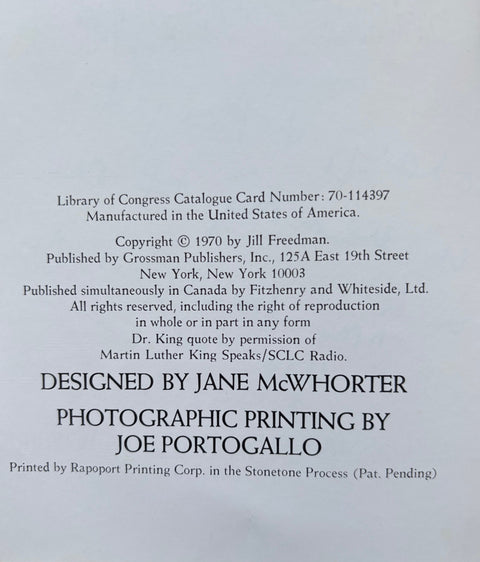 Library of Congress Catalogue Card Number: 70-114397
Manufactured in the United States of America.
Copyright © 1970 by Jill Freedman.
Published by Grossman Publishers, Inc., 125A East 19th Street
New York, New York 10003
Published simultaneously in Canada by Fitzhenry and Whiteside, Ltd.
All rights reserved, including the right of reproduction
in whole or in part in any form
Dr. King quote by permission of
Martin Luther King Speaks/SCLC Radio.
DESIGNED BY JANE McWHORTER
PHOTOGRAPHIC PRINTING BY
JOE PORTOGALLO
Printed by Rapoport Printing Corp. in the Stonetone Process (Pat. Pending)